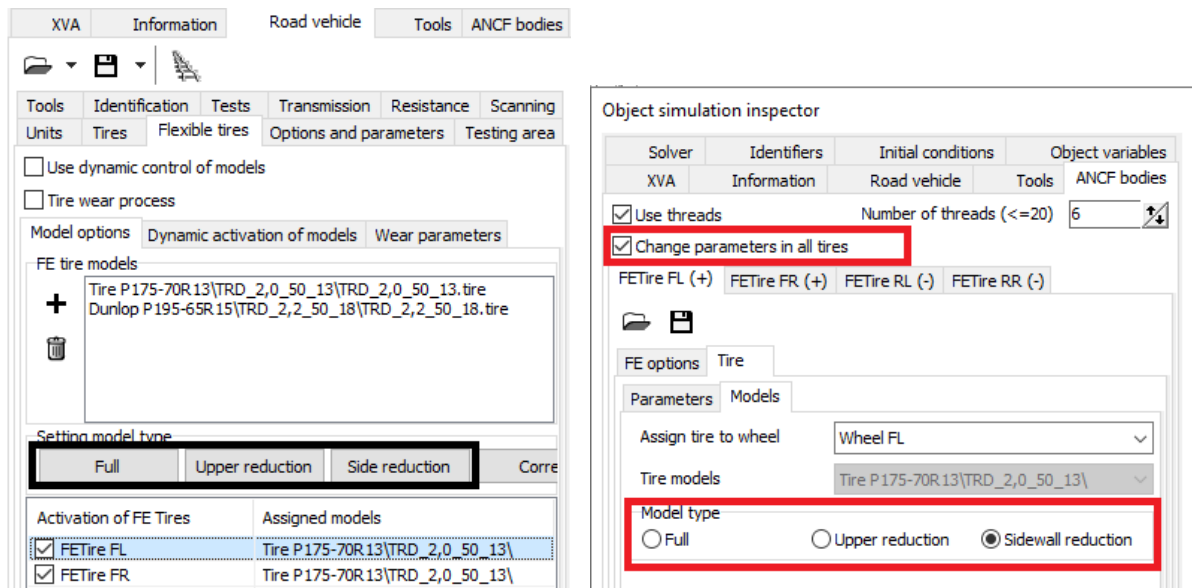 XVA Information Road vehicle Tools ANCF bodies
Tools Identification Tests Transmission Resistance Scanning
Units Tires Flexible tires Options and parameters Testing area
Use dynamic control of models
Tire wear process
Model options Dynamic activation of models Wear parameters
FE tire models
Tire P175-70R13\TRD_2,0_50_13\TRD_2,0_50_13.tire
Dunlop P195-65R15\TRD_2,2_50_18\TRD_2,2_50_18.tire
Setting model type
Full Upper reduction Side reduction Corre
Activation of FE Tires Assigned models
FETire FL Tire P175-70R13\TRD_2,0_50_13\
FETire FR Tire P175-70R13\TRD_2,0_50_13\
Object simulation inspector
Solver Identifiers Initial conditions Object variables
XVA Information Road vehicle Tools ANCF bodies
Use threads Number of threads (<=20) 6
Change parameters in all tires
FETire FL (+) FETire FR (+) FETire RL (-) FETire RR (-)
FE options Tire
Parameters Models
Assign tire to wheel Wheel FL
Tire models Tire P175-70R13\TRD_2,0_50_13\
Model type
Full Upper reduction Sidewall reduction